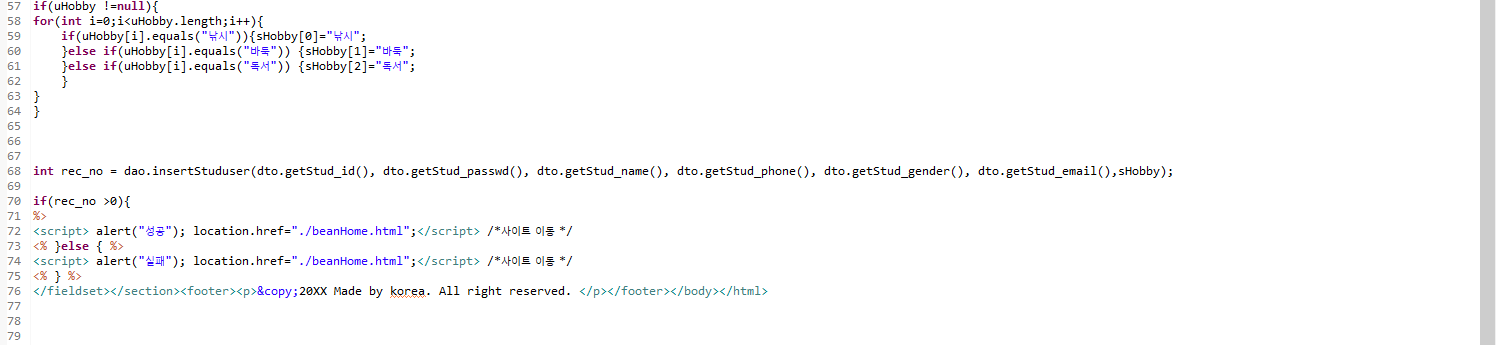 57 if(uHobby !=null){
58 for(int i=0;i<uHobby.length;i++){
59     if(uHobby[i].equals("낚시")){sHobby[0]="낚시";
60     }else if(uHobby[i].equals("바둑")) {sHobby[1]="바둑";
61     }else if(uHobby[i].equals("독서")) {sHobby[2]="독서";
62     }
63 }
64 }
65
66
67
68 int rec_no = dao.insertStuduser(dto.getStud_id(), dto.getStud_passwd(), dto.getStud_name(), dto.getStud_phone(), dto.getStud_gender(), dto.getStud_email(),sHobby);
69
70 if(rec_no >0){
71 %>
72 <script> alert("성공"); location.href="./beanHome.html";</script> /*사이트 이동 */
73 <% }else { %>
74 <script> alert("실패"); location.href="./beanHome.html";</script> /*사이트 이동 */
75 <% } %>
76 </fieldset></section><footer><p>&copy;20XX Made by korea. All right reserved. </p></footer></body></html>
77
78
79